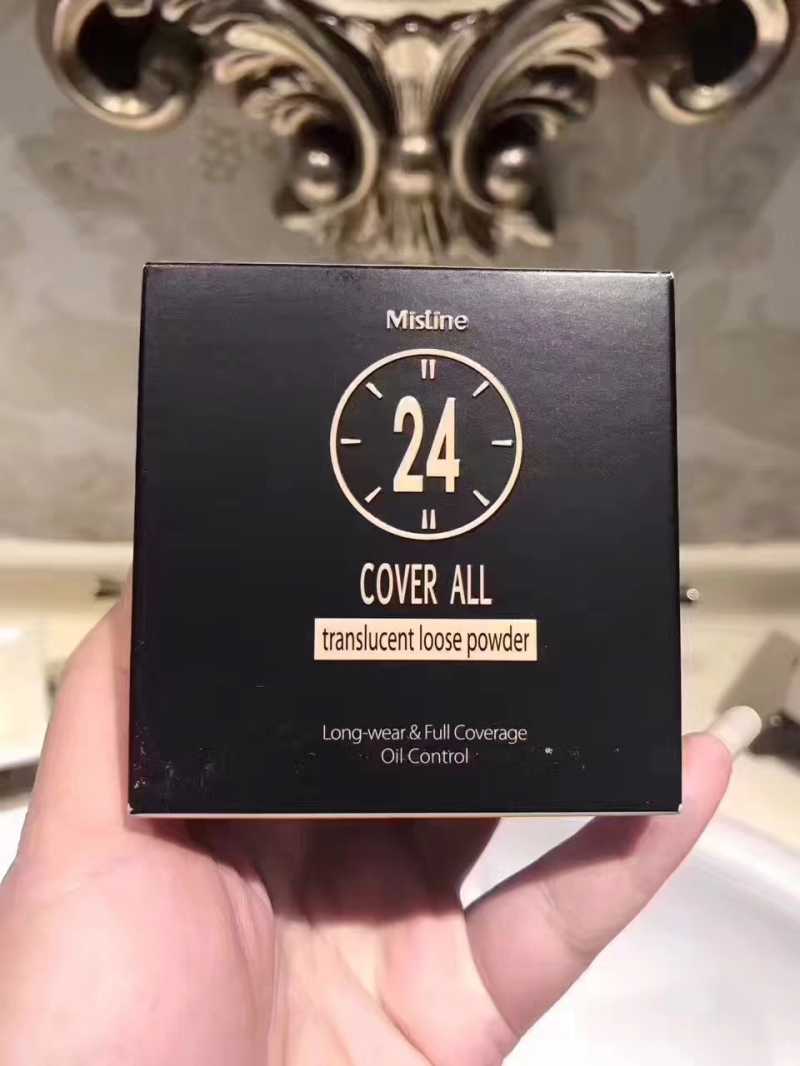 Mistine
24
COVER ALL
translucent loose powder
Long-wear & Full Coverage
Oil Control